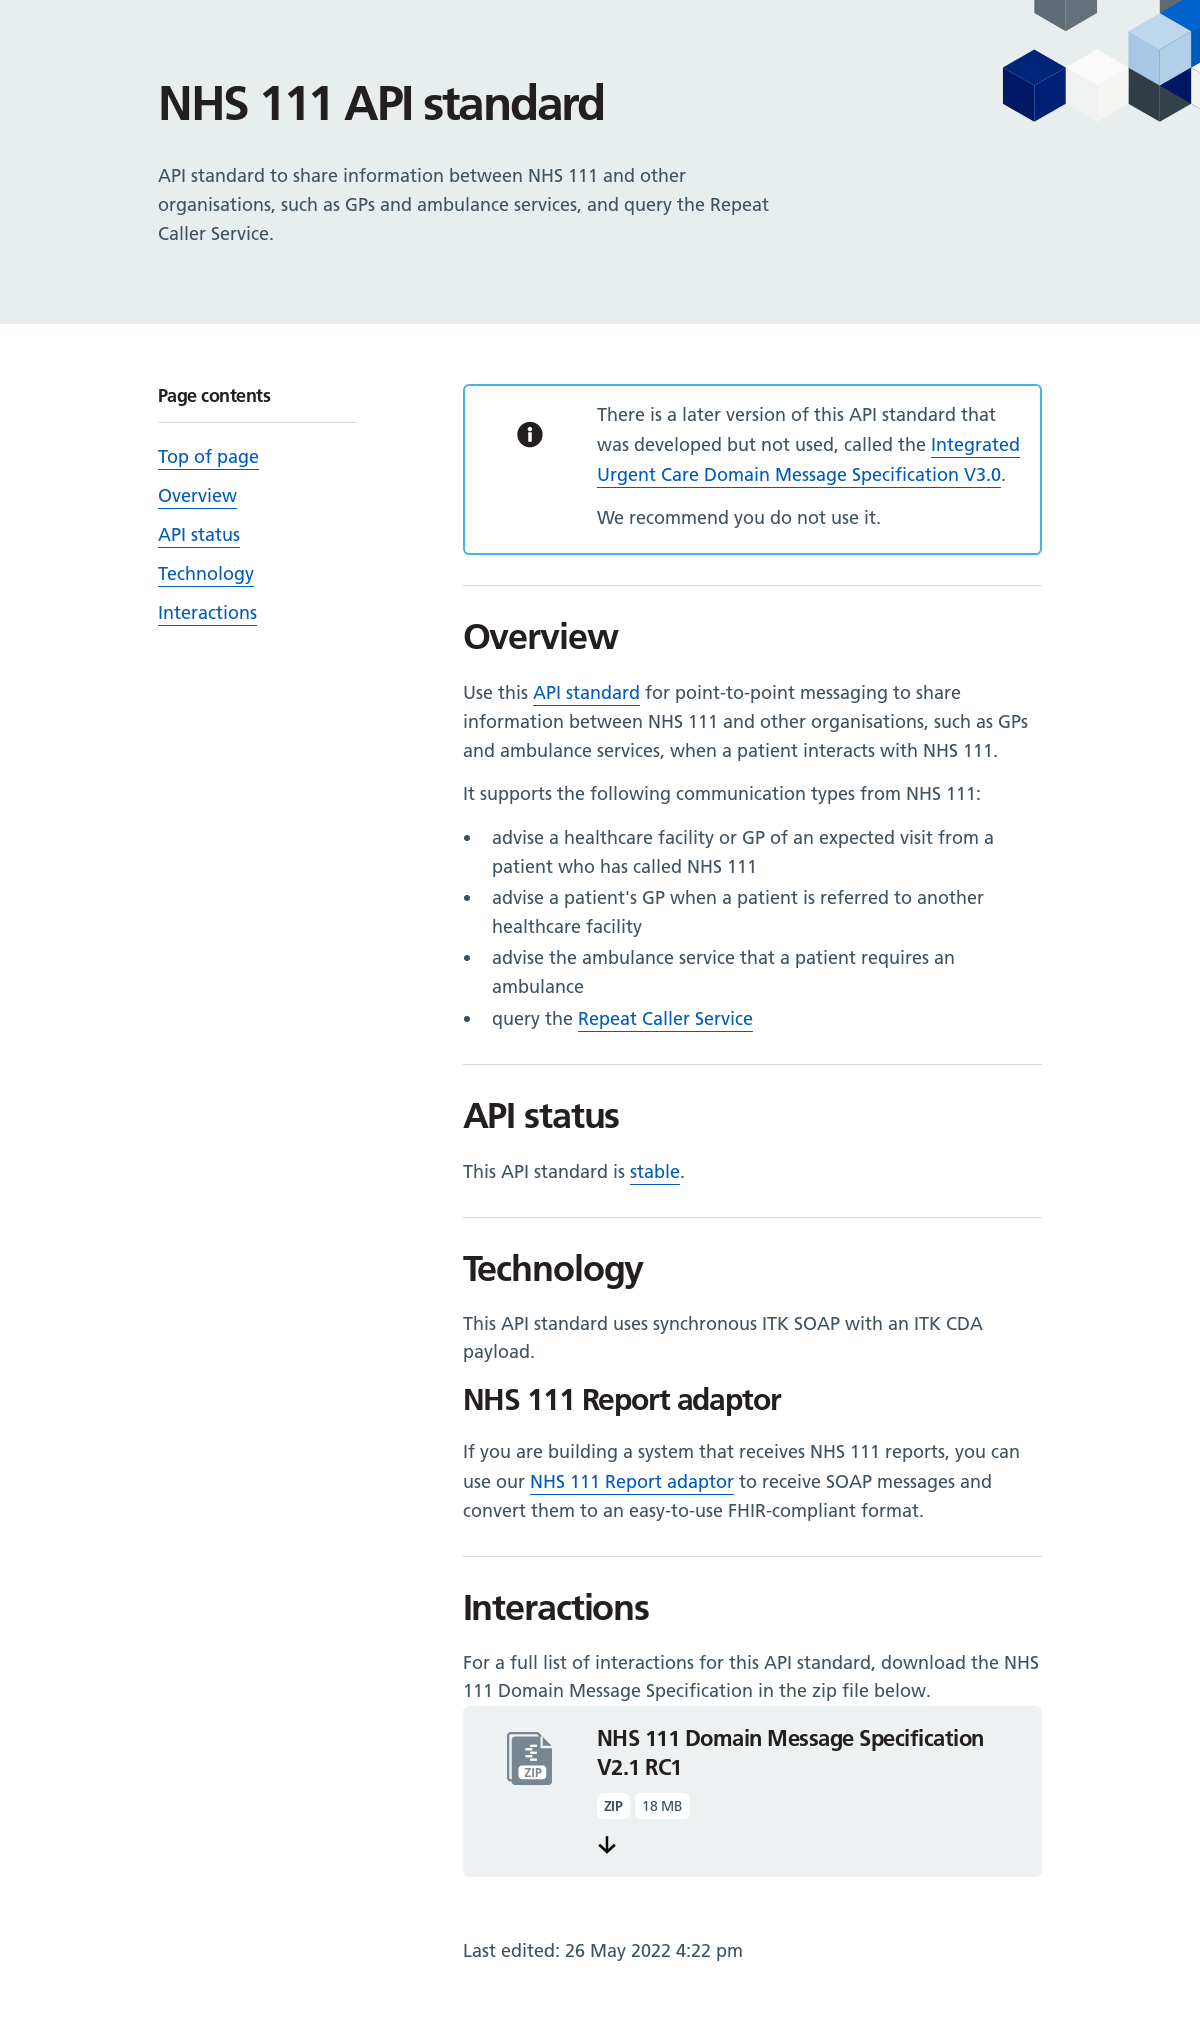 NHS 111 API standard
API standard to share information between NHS 111 and other
organisations, such as GPs and ambulance services, and query the Repeat
Caller Service.
Page contents
Top of page
Overview
API status
Technology
Interactions
There is a later version of this API standard that
was developed but not used, called the Integrated
Urgent Care Domain Message Specification V3.0.
We recommend you do not use it.
Overview
Use this API standard for point-to-point messaging to share
information between NHS 111 and other organisations, such as GPs
and ambulance services, when a patient interacts with NHS 111.
It supports the following communication types from NHS 111:
• advise a healthcare facility or GP of an expected visit from a
patient who has called NHS 111
• advise a patient's GP when a patient is referred to another
healthcare facility
• advise the ambulance service that a patient requires an
ambulance
• query the Repeat Caller Service
API status
This API standard is stable.
Technology
This API standard uses synchronous ITK SOAP with an ITK CDA
payload.
NHS 111 Report adaptor
If you are building a system that receives NHS 111 reports, you can
use our NHS 111 Report adaptor to receive SOAP messages and
convert them to an easy-to-use FHIR-compliant format.
Interactions
For a full list of interactions for this API standard, download the NHS
111 Domain Message Specification in the zip file below.
ZIP
NHS 111 Domain Message Specification
V2.1 RC1
ZIP 18 MB
Last edited: 26 May 2022 4:22 pm